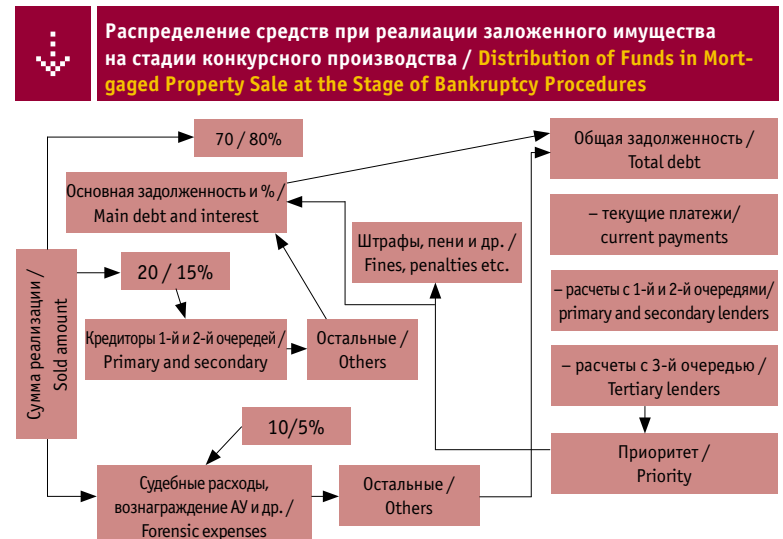 Распределение средств при реалиации заложенного имущества
на стадии конкурсного производства / Distribution of Funds in Mort-
gaged Property Sale at the Stage of Bankruptcy Procedures
70 / 80%
Общая задолженность /
Total debt
Основная задолженность и % /
Main debt and interest
– текущие платежи/
current payments
Штрафы, пени и др. /
Fines, penalties etc.
Сумма реализации /
Sold amount
20 / 15%
– расчеты с 1-й и 2-й очередями/
primary and secondary lenders
Кредиторы 1-й и 2-й очередей /
Primary and secondary
Остальные /
Others
– расчеты с 3-й очередью /
Tertiary lenders
10/5%
Приоритет /
Priority
Судебные расходы,
вознаграждение АУ и др. /
Forensic expenses
Остальные /
Others